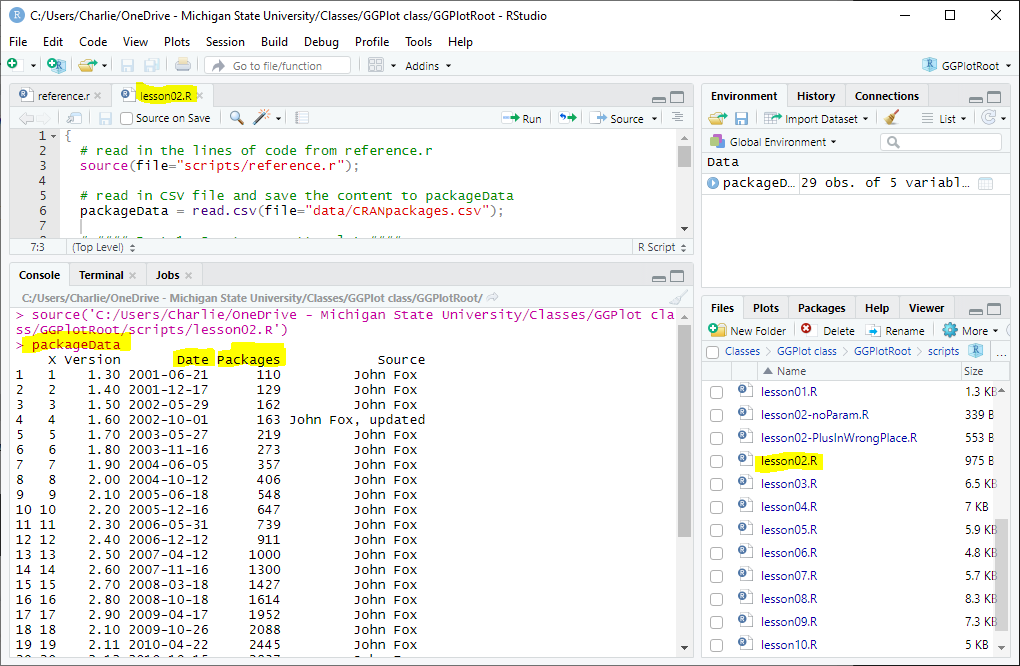 C:/Users/Charlie/OneDrive - Michigan State University/Classes/GGPlot class/GGPlotRoot - RStudio
File Edit Code View Plots Session Build Debug Profile Tools Help
Go to file/function Addins GGPlotRoot
reference.r lesson02.R
Source on Save Run Source
1 {
2 # read in the lines of code from reference.r
3 source(file="scripts/reference.r");
4
5 # read in CSV file and save the content to packageData
6 packageData = read.csv(file="data/CRANpackages.csv");
7
7:3 (Top Level) R Script
Console Terminal Jobs
C:/Users/Charlie/OneDrive - Michigan State University/Classes/GGPlot class/GGPlotRoot/
> source('C:/Users/Charlie/OneDrive - Michigan State University/Classes/GGPlot cla
ss/GGPlotRoot/scripts/lesson02.R')
> packageData
X Version Date Packages Source
1 1 1.30 2001-06-21 110 John Fox
2 2 1.40 2001-12-17 129 John Fox
3 3 1.50 2002-05-29 162 John Fox
4 4 1.60 2002-10-01 163 John Fox, updated
5 5 1.70 2003-05-27 219 John Fox
6 6 1.80 2003-11-16 273 John Fox
7 7 1.90 2004-06-05 357 John Fox
8 8 2.00 2004-10-12 406 John Fox
9 9 2.10 2005-06-18 548 John Fox
10 10 2.20 2005-12-16 647 John Fox
11 11 2.30 2006-05-31 739 John Fox
12 12 2.40 2006-12-12 911 John Fox
13 13 2.50 2007-04-12 1000 John Fox
14 14 2.60 2007-11-16 1300 John Fox
15 15 2.70 2008-03-18 1427 John Fox
16 16 2.80 2008-10-18 1614 John Fox
17 17 2.90 2009-04-17 1952 John Fox
18 18 2.10 2009-10-26 2088 John Fox
19 19 2.11 2010-04-22 2445 John Fox
Environment History Connections
Import Dataset List
Global Environment
Data
packageD… 29 obs. of 5 variabl…
Files Plots Packages Help Viewer
New Folder Delete Rename More
Classes > GGPlot class > GGPlotRoot > scripts ...
Name Size
lesson01.R 1.3 KB
lesson02-noParam.R 339 B
lesson02-PlusInWrongPlace.R 553 B
lesson02.R 975 B
lesson03.R 6.5 KB
lesson04.R 7 KB
lesson05.R 5.9 KB
lesson06.R 4.8 KB
lesson07.R 5.7 KB
lesson08.R 8.3 KB
lesson09.R 7.3 KB
lesson10.R 5 KB